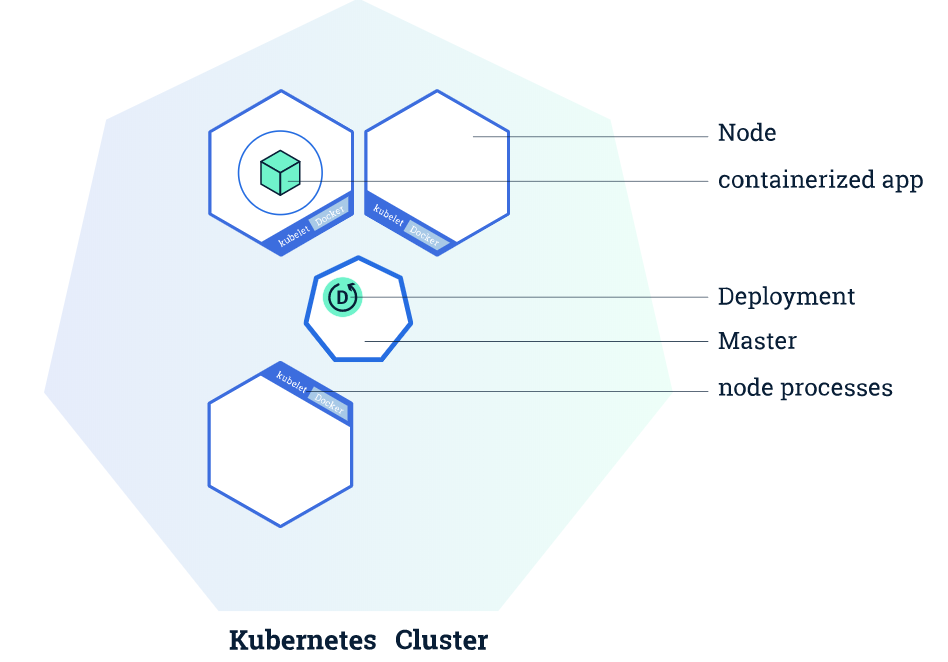 Node
containerized app
kubelet Docker
kubelet Docker
D
Deployment
Master
kubelet Docker
node processes
Kubernetes Cluster